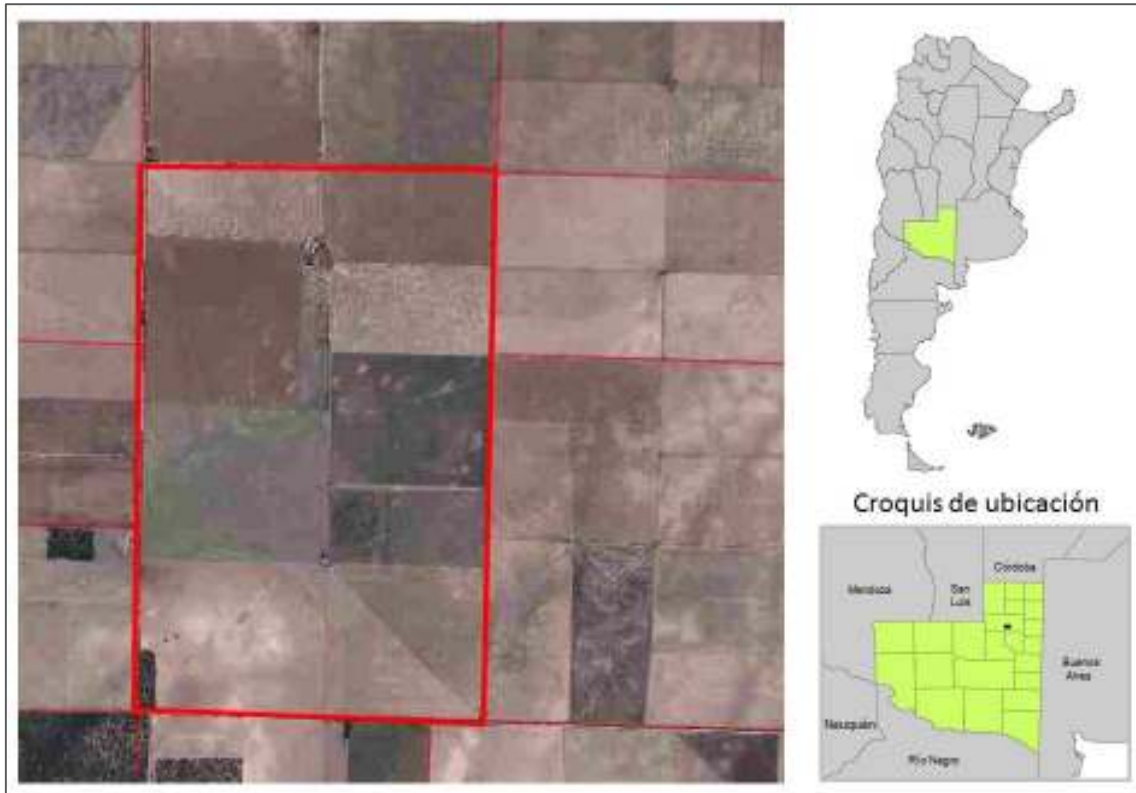 Croquis de ubicación
Córdoba
Mendoza
San
Luis
Buenos
Aires
Neuquén
Río Negro